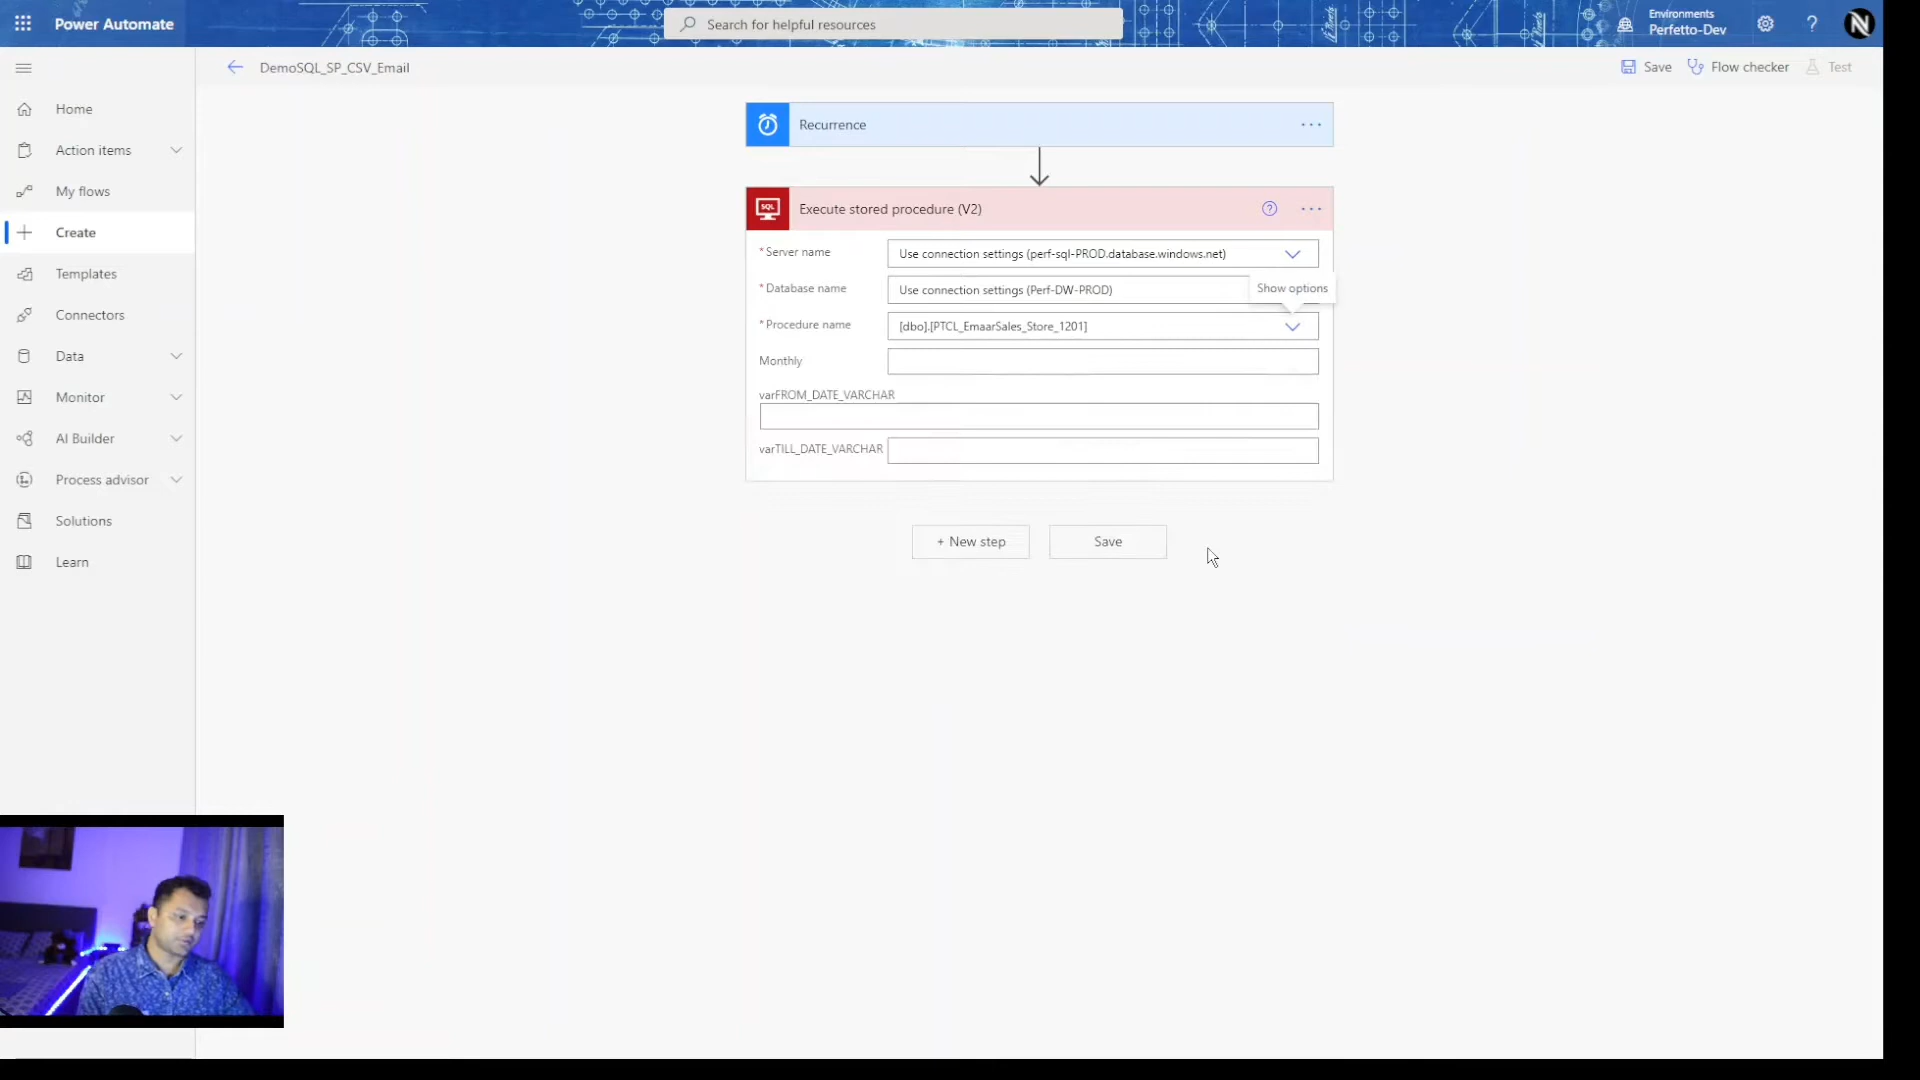 Power Automate
Search for helpful resources
Environments
Perfetto-Dev
?
N
DemoSQL_SP_CSV_Email
Save
Flow checker
Test
Home
Action items
My flows
Create
Templates
Connectors
Data
Monitor
AI Builder
Process advisor
Solutions
Learn
Recurrence
...
SQL
Execute stored procedure (V2)
?
...
*Server name
Use connection settings (perf-sql-PROD.database.windows.net)
*Database name
Use connection settings (Perf-DW-PROD)
Show options
*Procedure name
[dbo].[PTCL_EmaarSales_Store_1201]
Monthly
varFROM_DATE_VARCHAR
varTILL_DATE_VARCHAR
+ New step
Save